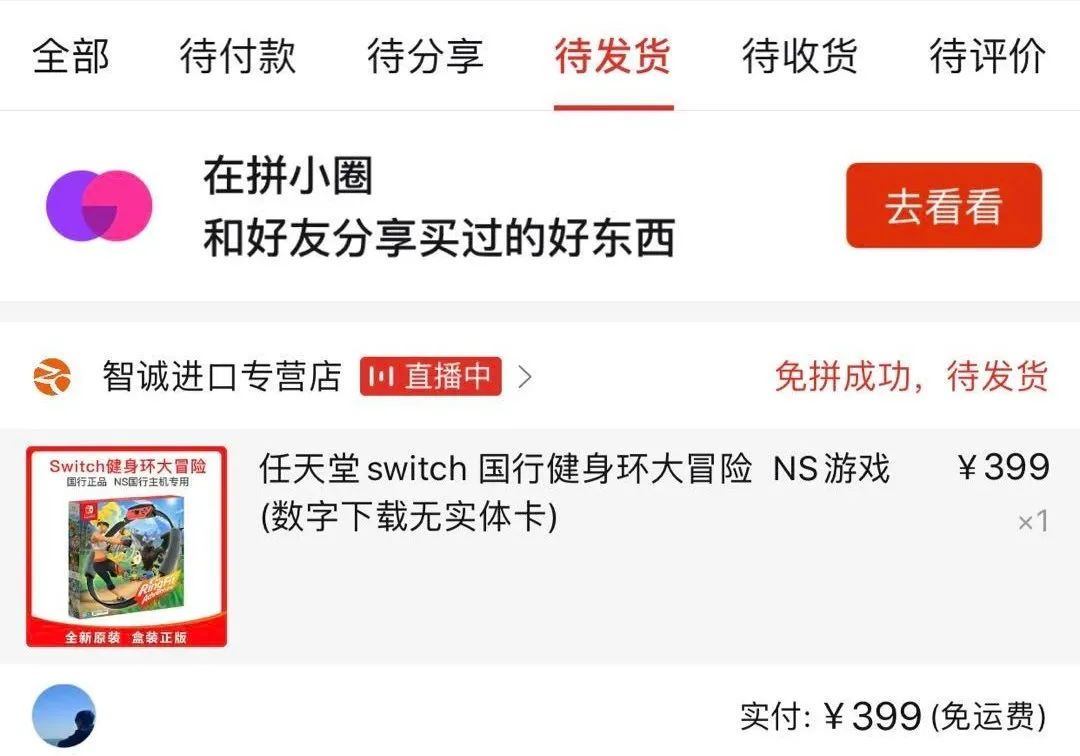 全部 待付款 待分享 待发货 待收货 待评价
在拼小圈
和好友分享买过的好东西
去看看
智诚进口专营店 直播中 免拼成功，待发货
Switch健身环大冒险
国行正品 NS国行主机专用
RingFit
Adventure
全新原装 盒装正版
任天堂switch 国行健身环大冒险 NS游戏 ¥399
(数字下载无实体卡) ×1
实付: ¥399 (免运费)